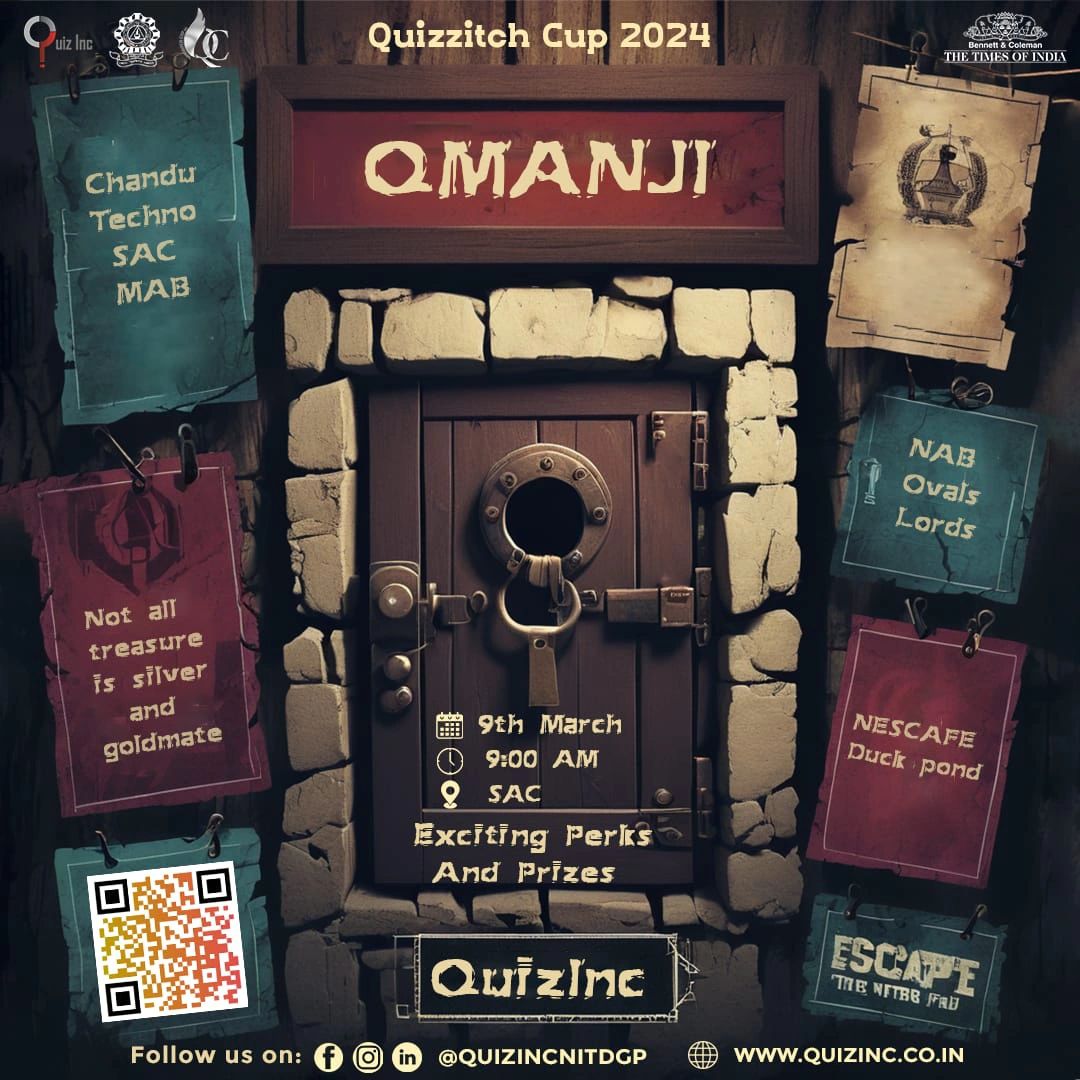 Quiz Inc
Quizzitch Cup 2024
Bennett & Coleman
THE TIMES OF INDIA
QMANJI
Chandu
Techno
SAC
MAB
NAB
Ovals
Lords
Not all
treasure
is silver
and
goldmate
NESCAFE
Duck pond
9th March
9:00 AM
SAC
Exciting Perks
And Prizes
ESCAPE
QuizInc
Follow us on: @QUIZINCNITDGP WWW.QUIZINC.CO.IN